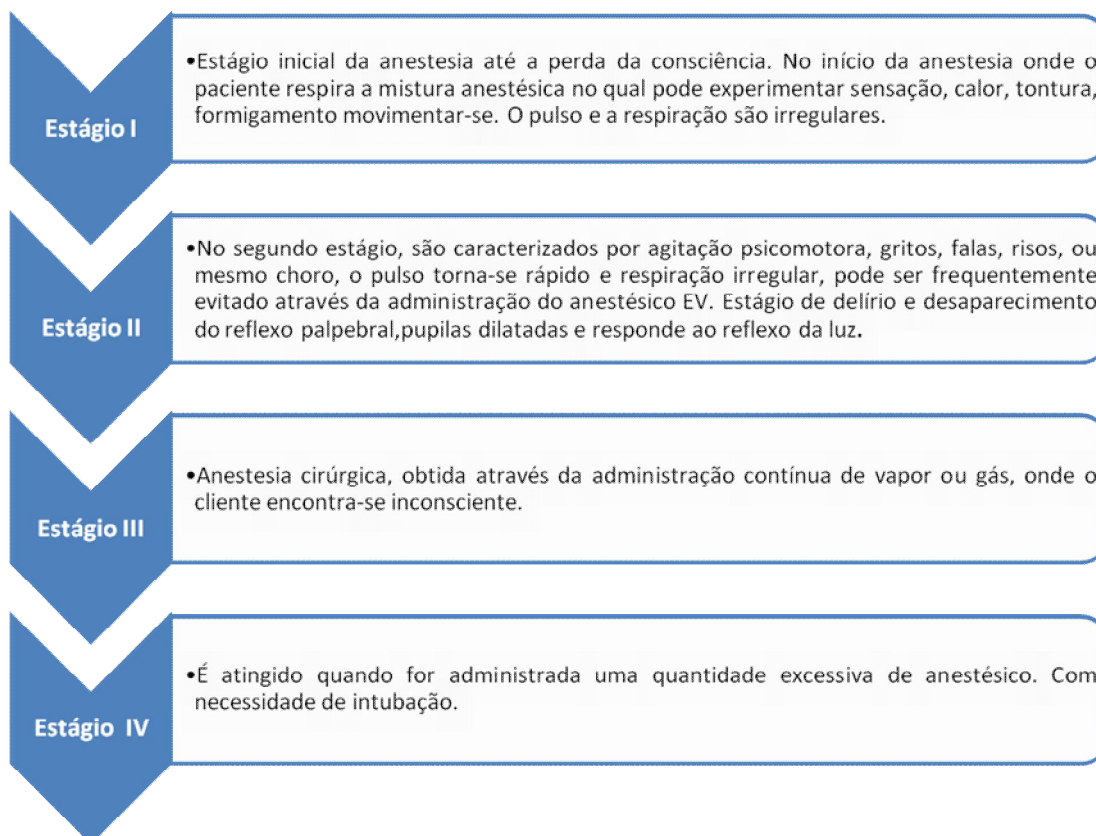 Estágio I
•Estágio inicial da anestesia até a perda da consciência. No início da anestesia onde o
paciente respira a mistura anestésica no qual pode experimentar sensação, calor, tontura,
formigamento movimentar-se. O pulso e a respiração são irregulares.
Estágio II
•No segundo estágio, são caracterizados por agitação psicomotora, gritos, falas, risos, ou
mesmo choro, o pulso torna-se rápido e respiração irregular, pode ser frequentemente
evitado através da administração do anestésico EV. Estágio de delírio e desaparecimento
do reflexo palpebral,pupilas dilatadas e responde ao reflexo da luz.
Estágio III
•Anestesia cirúrgica, obtida através da administração contínua de vapor ou gás, onde o
cliente encontra-se inconsciente.
Estágio IV
•É atingido quando for administrada uma quantidade excessiva de anestésico. Com
necessidade de intubação.